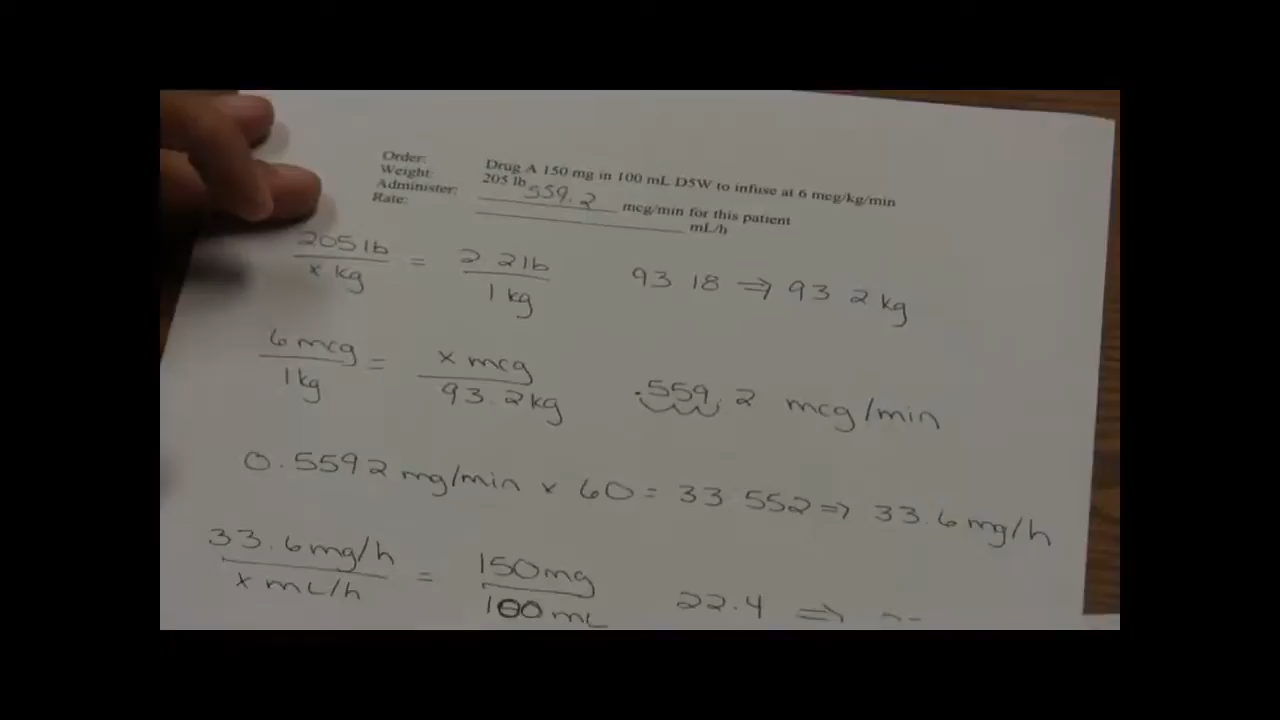 Order: Drug A 150 mg in 100 mL D5W to infuse at 6 mcg/kg/min
Weight: 205 lb
Administer: 559.2 mcg/min for this patient
Rate: mL/h
205 lb / x kg = 2 2 lb / 1 kg 93 18 ⇒ 93 2 kg
6 mcg / 1 kg = x mcg / 93.2 kg .559.2 mcg/min
0.5592 mg/min x 60 = 33 552 ⇒ 33.6 mg/h
33.6 mg/h / x mL/h = 150 mg / 100 mL 22.4 ⇒